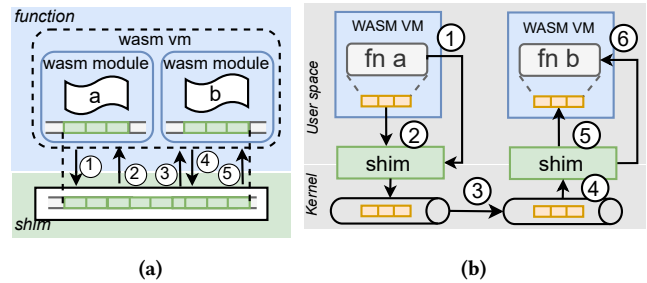 function
wasm vm
wasm module
wasm module
a
b
1
2
3
4
5
shim
(a)
User space
Kernel
WASM VM
WASM VM
1
6
fn a
fn b
2
5
shim
shim
3
4
(b)